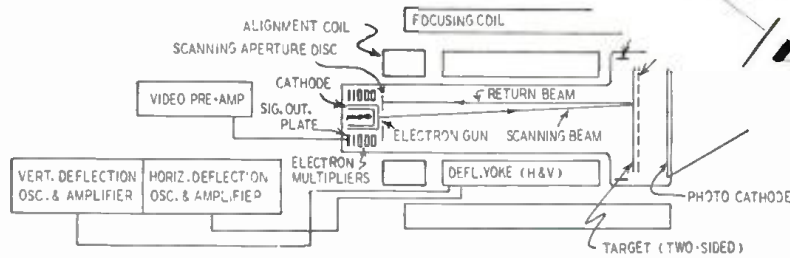 ALIGNMENT COIL
FOCUSING COIL
SCANNING APERTURE DISC
CATHODE
VIDEO PRE-AMP
SIG. OUT.
PLATE
RETURN BEAM
ELECTRON GUN
SCANNING BEAM
ELECTRON
MULTIPLIERS
VERT. DEFLECTION
OSC. & AMPLIFIER
HORIZ. DEFLECTION
OSC. & AMPLIFIER
DEFL. YOKE (H & V)
PHOTO CATHODE
TARGET (TWO-SIDED)